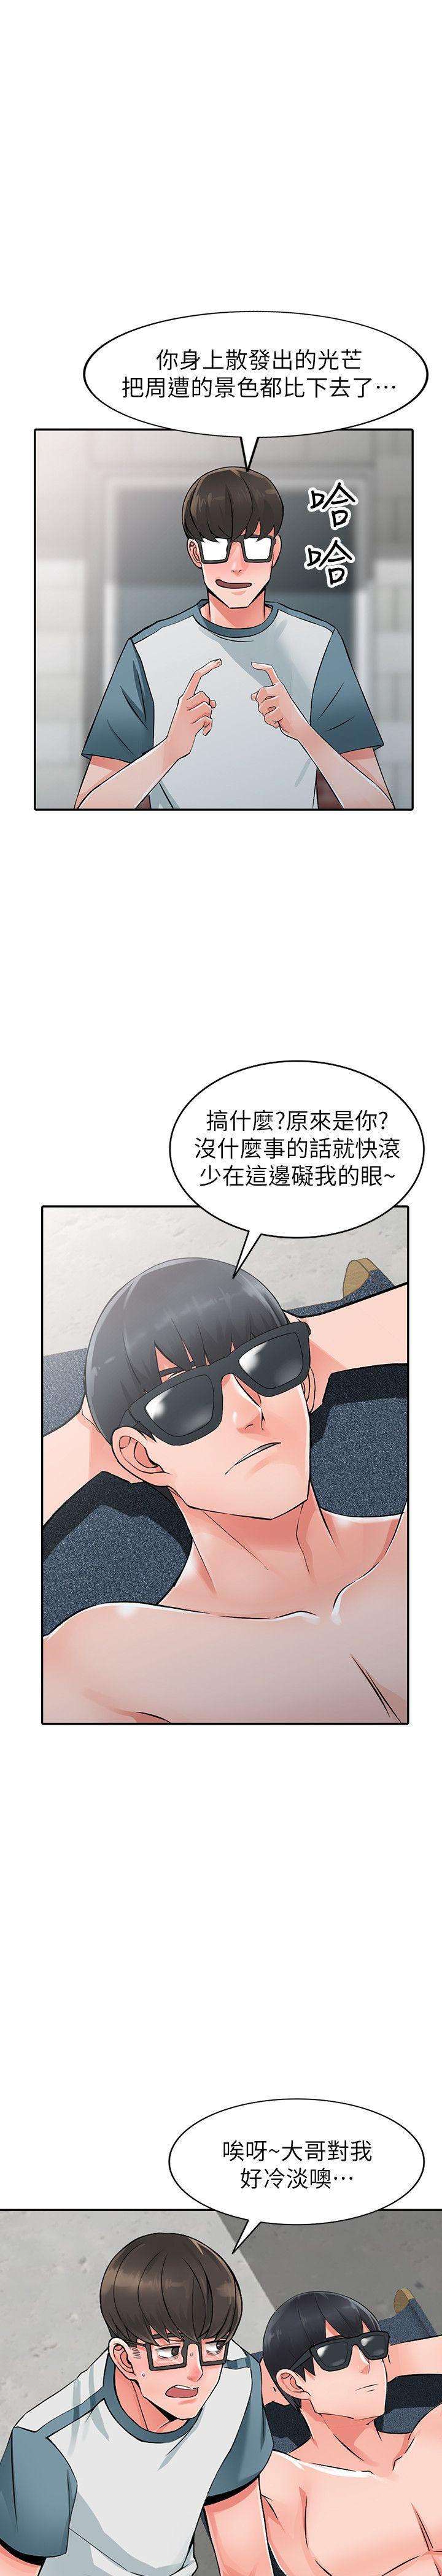 你身上散發出的光芒
把周遭的景色都比下去了…
哈
哈
搞什麼?原來是你?
沒什麼事的話就快滾
少在這邊礙我的眼~
唉呀~大哥對我
好冷淡噢…